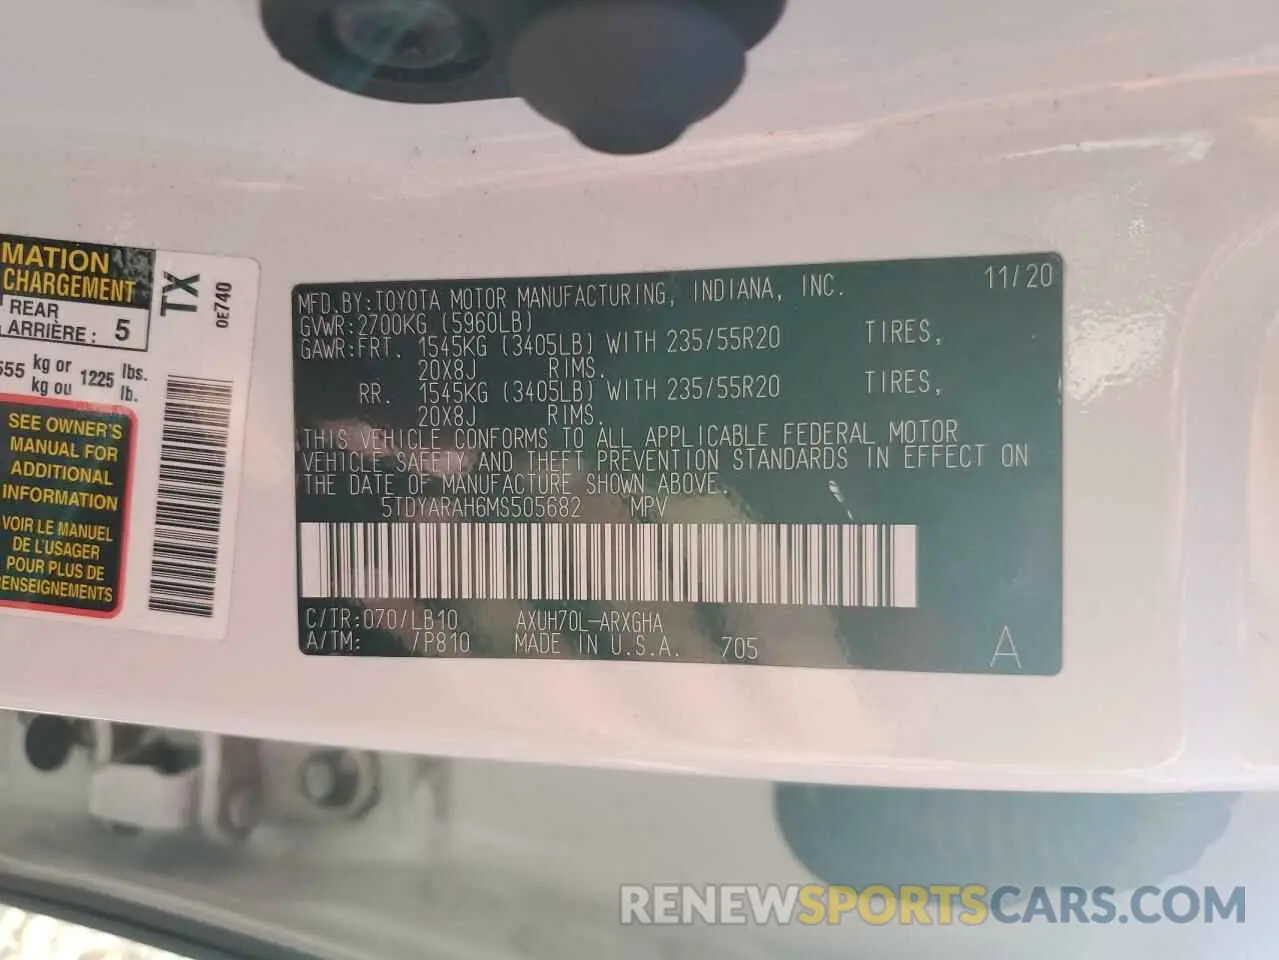 MATION
CHARGEMENT
REAR
ARRIÈRE : 5
TX
0E740
kg or
kg ou 1225 lbs.
lb.
SEE OWNER'S
MANUAL FOR
ADDITIONAL
INFORMATION
VOIR LE MANUEL
DE L'USAGER
POUR PLUS DE
RENSEIGNEMENTS
MFD.BY:TOYOTA MOTOR MANUFACTURING, INDIANA, INC. 11/20
GVWR:2700KG (5960LB)
GAWR:FRT. 1545KG (3405LB) WITH 235/55R20 TIRES,
20X8J RIMS.
RR. 1545KG (3405LB) WITH 235/55R20 TIRES,
20X8J RIMS.
THIS VEHICLE CONFORMS TO ALL APPLICABLE FEDERAL MOTOR
VEHICLE SAFETY AND THEFT PREVENTION STANDARDS IN EFFECT ON
THE DATE OF MANUFACTURE SHOWN ABOVE.
5TDYARAH6MS505682 MPV
C/TR:070/LB10 AXUH70L-ARXGHA
A/TM: /P810 MADE IN U.S.A. 705 A
RENEWSPORTSCARS.COM